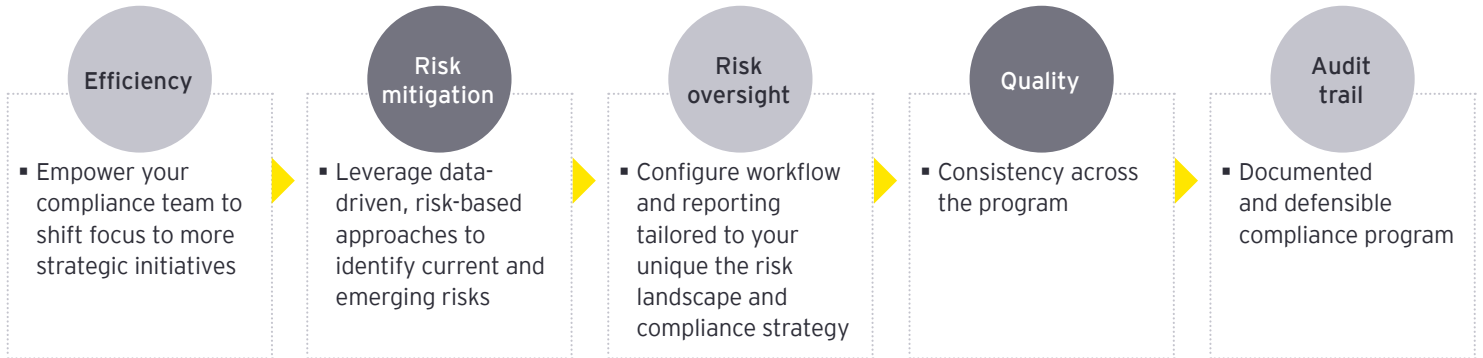 Efficiency
▪ Empower your
compliance team to
shift focus to more
strategic initiatives
Risk
mitigation
▪ Leverage data-
driven, risk-based
approaches to
identify current and
emerging risks
Risk
oversight
▪ Configure workflow
and reporting
tailored to your
unique the risk
landscape and
compliance strategy
Quality
▪ Consistency across
the program
Audit
trail
▪ Documented
and defensible
compliance program